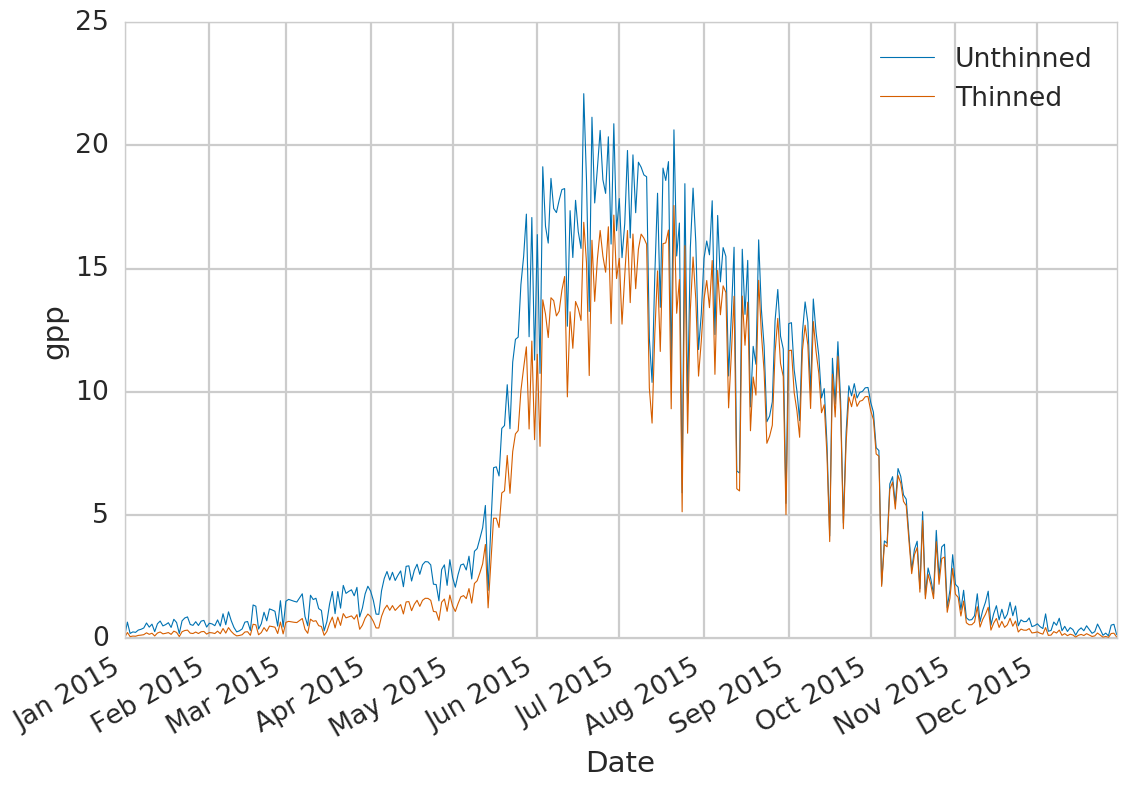 25
20
15
10
5
0
gpp
Unthinned
Thinned
Jan 2015
Feb 2015
Mar 2015
Apr 2015
May 2015
Jun 2015
Jul 2015
Aug 2015
Sep 2015
Oct 2015
Nov 2015
Dec 2015
Date